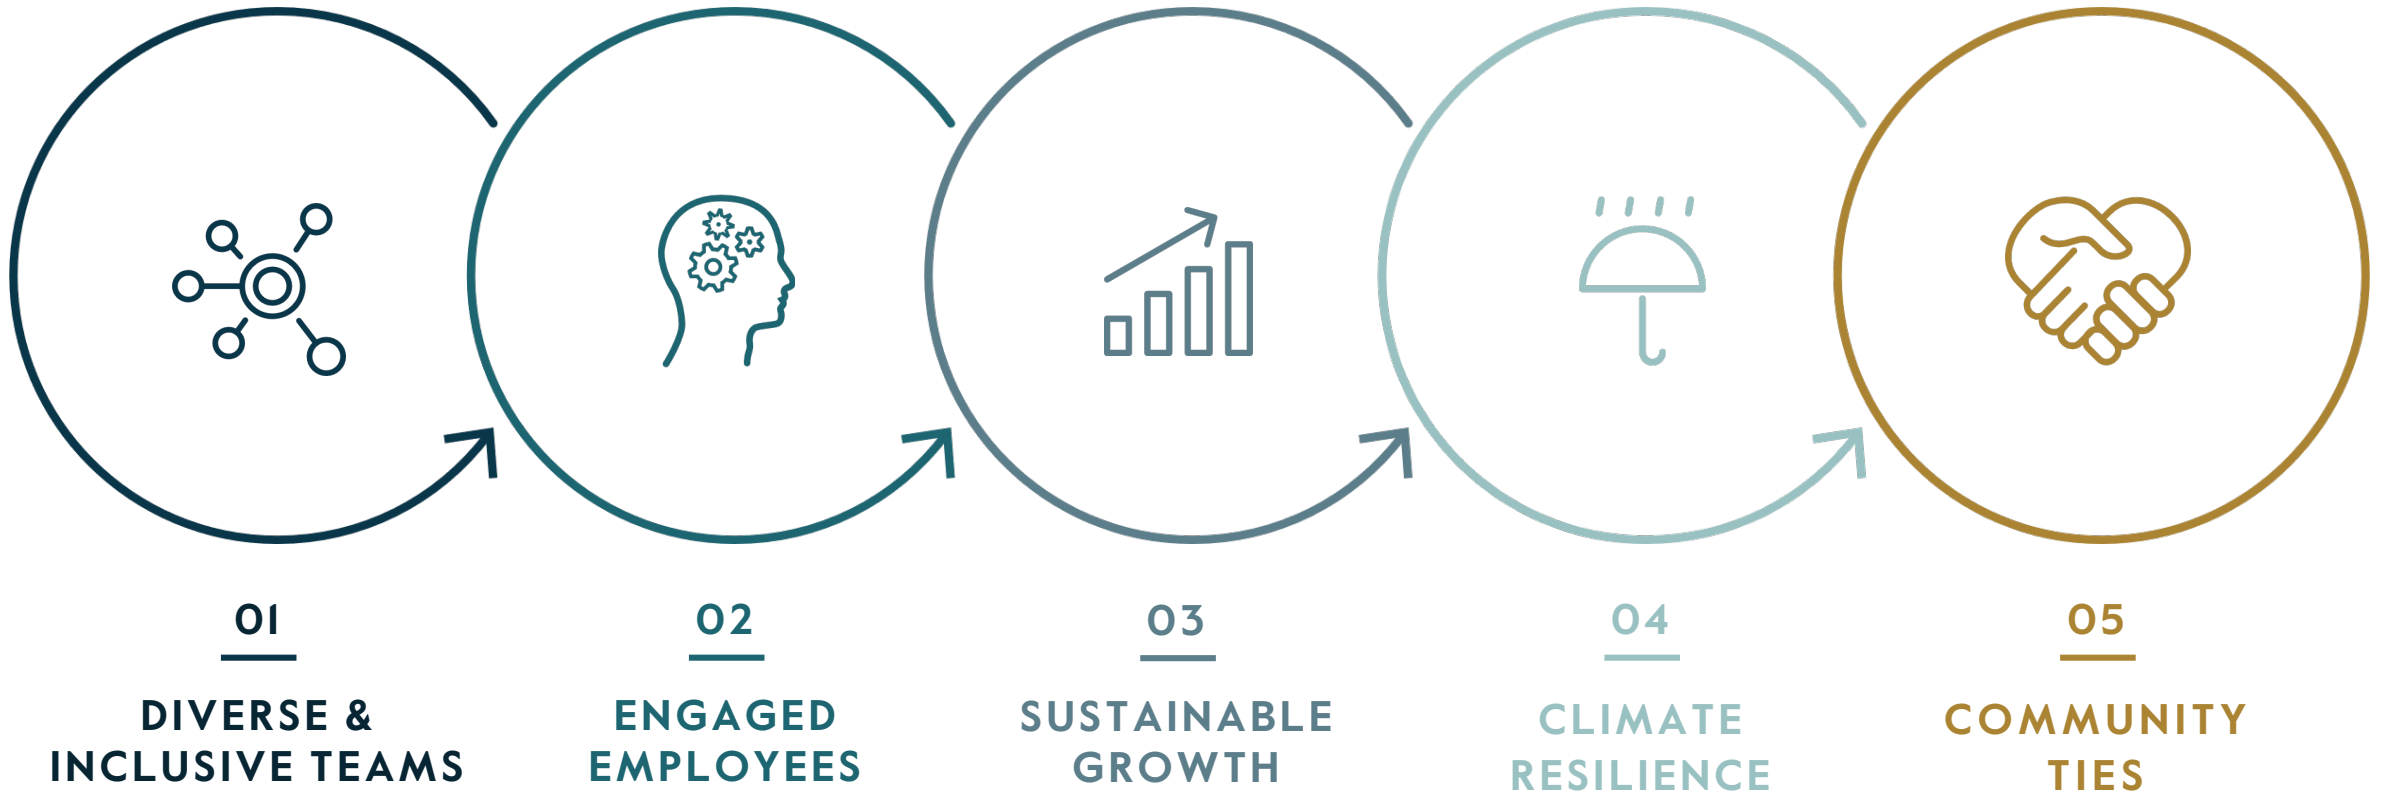 01
DIVERSE &
INCLUSIVE TEAMS
02
ENGAGED
EMPLOYEES
03
SUSTAINABLE
GROWTH
04
CLIMATE
RESILIENCE
05
COMMUNITY
TIES